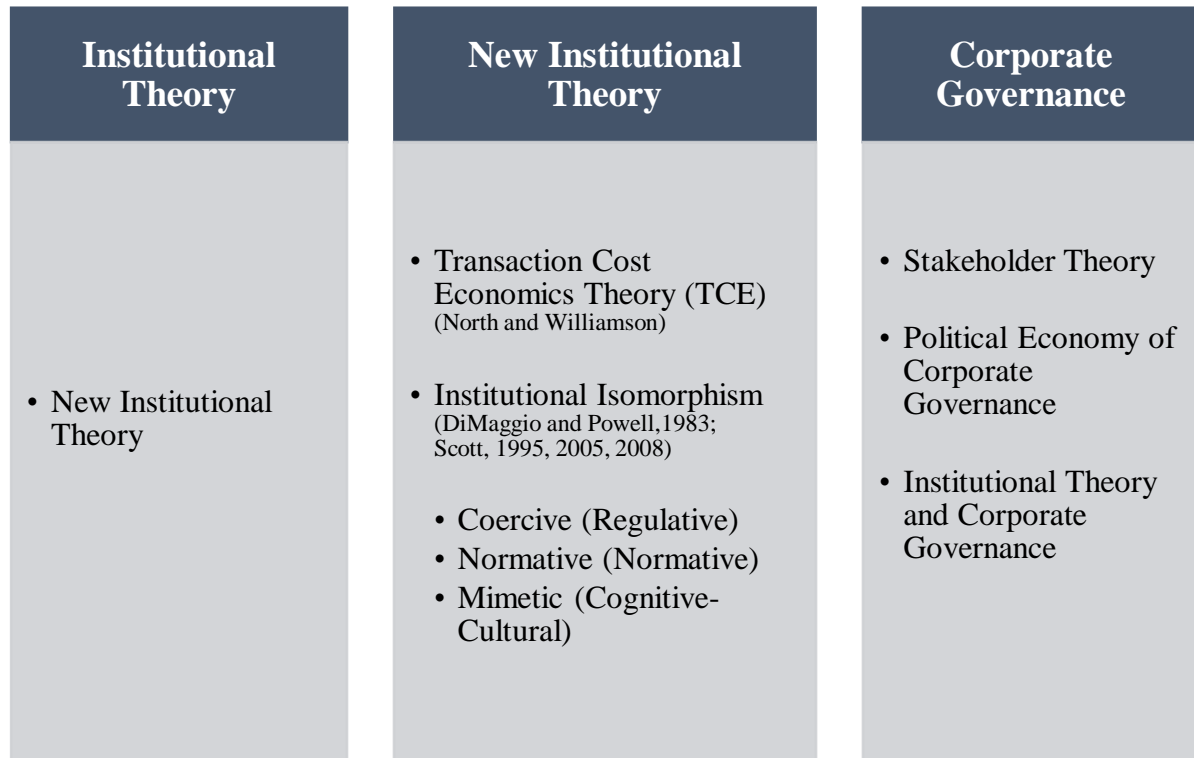 Institutional
Theory
• New Institutional
Theory
New Institutional
Theory
• Transaction Cost
Economics Theory (TCE)
(North and Williamson)
• Institutional Isomorphism
(DiMaggio and Powell,1983;
Scott, 1995, 2005, 2008)
• Coercive (Regulative)
• Normative (Normative)
• Mimetic (Cognitive-
Cultural)
Corporate
Governance
• Stakeholder Theory
• Political Economy of
Corporate
Governance
• Institutional Theory
and Corporate
Governance